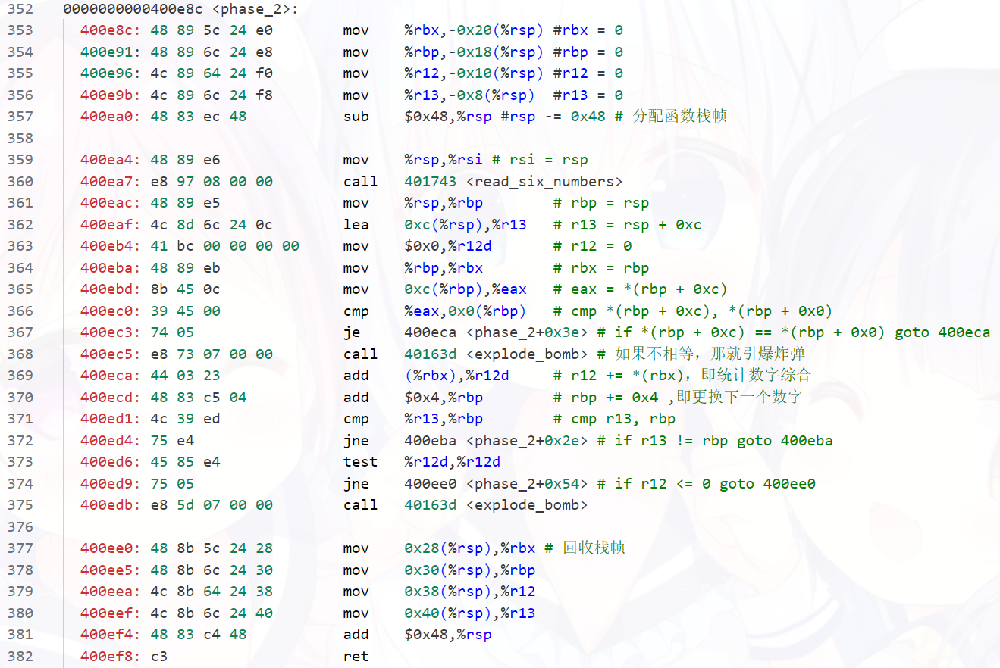 352 0000000000400e8c <phase_2>:
353 400e8c: 48 89 5c 24 e0 mov %rbx,-0x20(%rsp) #rbx = 0
354 400e91: 48 89 6c 24 e8 mov %rbp,-0x18(%rsp) #rbp = 0
355 400e96: 4c 89 64 24 f0 mov %r12,-0x10(%rsp) #r12 = 0
356 400e9b: 4c 89 6c 24 f8 mov %r13,-0x8(%rsp) #r13 = 0
357 400ea0: 48 83 ec 48 sub $0x48,%rsp #rsp -= 0x48 # 分配函数栈帧
358
359 400ea4: 48 89 e6 mov %rsp,%rsi # rsi = rsp
360 400ea7: e8 97 08 00 00 call 401743 <read_six_numbers>
361 400eac: 48 89 e5 mov %rsp,%rbp # rbp = rsp
362 400eaf: 4c 8d 6c 24 0c lea 0xc(%rsp),%r13 # r13 = rsp + 0xc
363 400eb4: 41 bc 00 00 00 00 mov $0x0,%r12d # r12 = 0
364 400eba: 48 89 eb mov %rbp,%rbx # rbx = rbp
365 400ebd: 8b 45 0c mov 0xc(%rbp),%eax # eax = *(rbp + 0xc)
366 400ec0: 39 45 00 cmp %eax,0x0(%rbp) # cmp *(rbp + 0xc), *(rbp + 0x0)
367 400ec3: 74 05 je 400eca <phase_2+0x3e> # if *(rbp + 0xc) == *(rbp + 0x0) goto 400eca
368 400ec5: e8 73 07 00 00 call 40163d <explode_bomb> # 如果不相等，那就引爆炸弹
369 400eca: 44 03 23 add (%rbx),%r12d # r12 += *(rbx)，即统计数字综合
370 400ecd: 48 83 c5 04 add $0x4,%rbp # rbp += 0x4 ,即更换下一个数字
371 400ed1: 4c 39 ed cmp %r13,%rbp # cmp r13, rbp
372 400ed4: 75 e4 jne 400eba <phase_2+0x2e> # if r13 != rbp goto 400eba
373 400ed6: 45 85 e4 test %r12d,%r12d
374 400ed9: 75 05 jne 400ee0 <phase_2+0x54> # if r12 <= 0 goto 400ee0
375 400edb: e8 5d 07 00 00 call 40163d <explode_bomb>
376
377 400ee0: 48 8b 5c 24 28 mov 0x28(%rsp),%rbx # 回收栈帧
378 400ee5: 48 8b 6c 24 30 mov 0x30(%rsp),%rbp
379 400eea: 4c 8b 64 24 38 mov 0x38(%rsp),%r12
380 400eef: 4c 8b 6c 24 40 mov 0x40(%rsp),%r13
381 400ef4: 48 83 c4 48 add $0x48,%rsp
382 400ef8: c3 ret